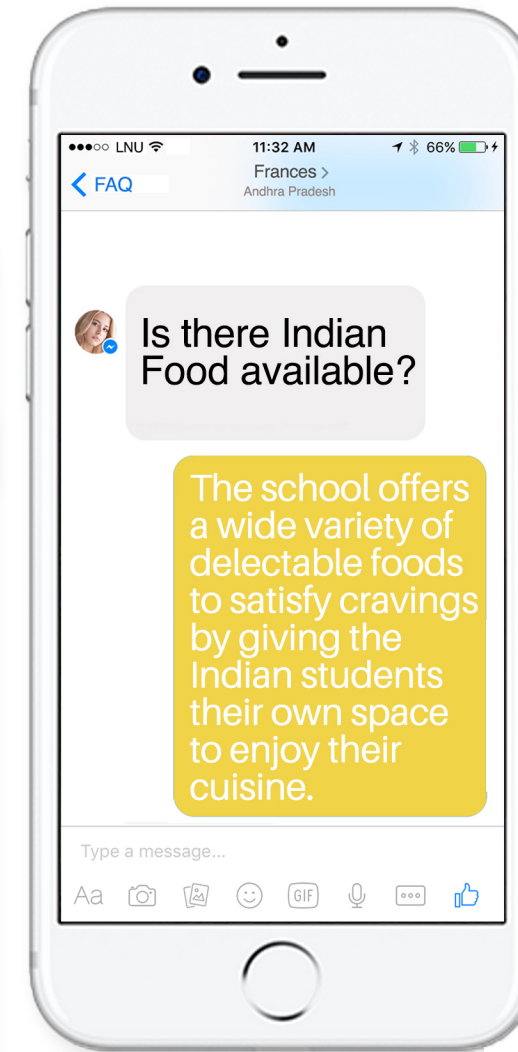 LNU 11:32 AM 66%
FAQ Frances >
Andhra Pradesh
Is there Indian
Food available?
The school offers
a wide variety of
delectable foods
to satisfy cravings
by giving the
Indian students
their own space
to enjoy their
cuisine.
Type a message...
Aa GIF